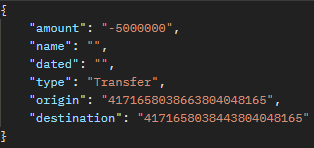 {
    "amount": "-5000000",
    "name": "",
    "dated": "",
    "type": "Transfer",
    "origin": "4171658038663804048165",
    "destination": "4171658038443804048165"
}